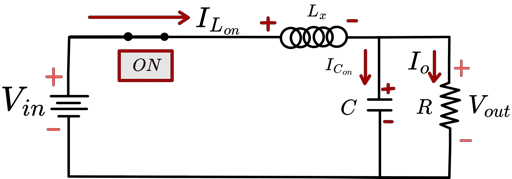 I_{L_{on}}
+ L_x −
ON
I_{C_{on}} I_o
+ +
V_{in} C + R V_{out}
− − −